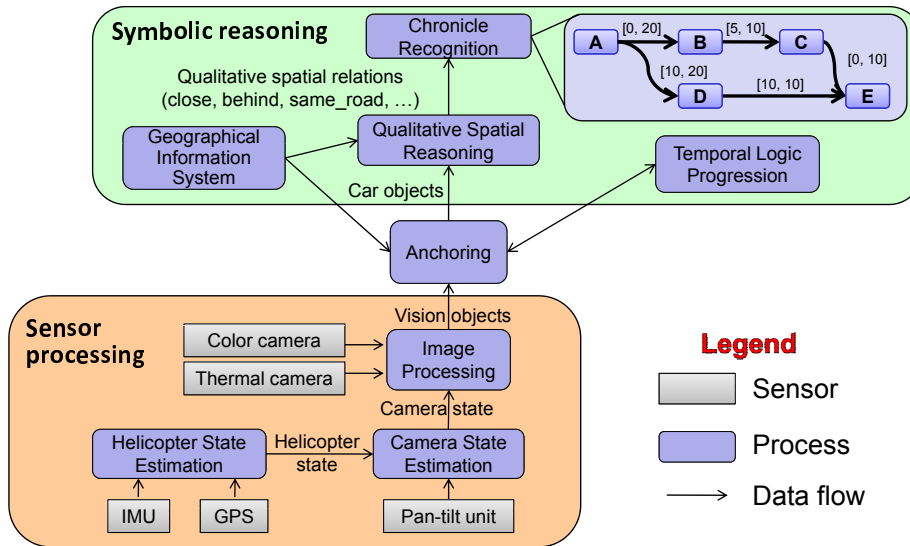 Symbolic reasoning
Chronicle
Recognition
[0, 20]
[5, 10]
A
B
C
[0, 10]
[10, 20]
[10, 10]
D
E
Qualitative spatial relations
(close, behind, same_road, ...)
Geographical
Information
System
Qualitative Spatial
Reasoning
Temporal Logic
Progression
Car objects
Anchoring
Vision objects
Sensor
processing
Color camera
Thermal camera
Image
Processing
Camera state
Helicopter State
Estimation
Helicopter
state
Camera State
Estimation
IMU
GPS
Pan-tilt unit
Legend
Sensor
Process
Data flow